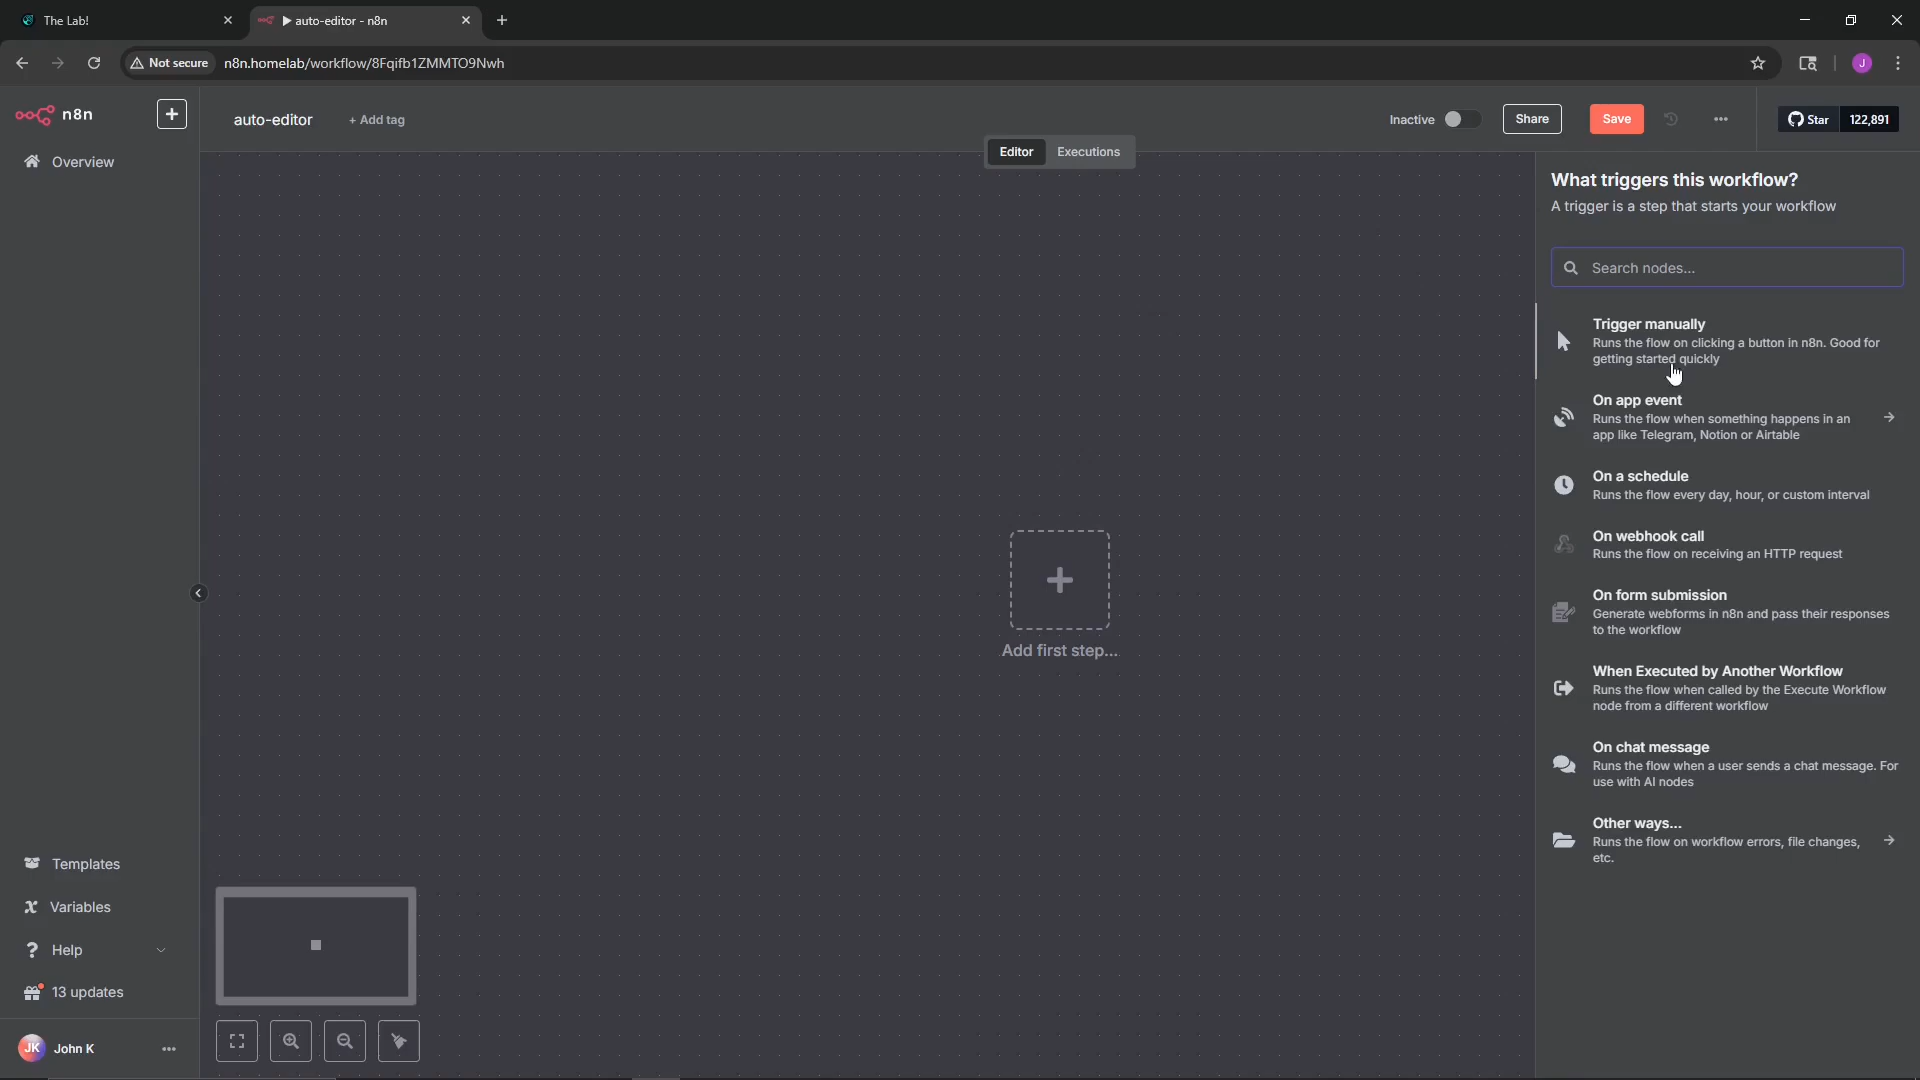 The Lab!
auto-editor - n8n
Not secure
n8n.homelab/workflow/8Fqifb1ZMMTO9Nwh
J
n8n
auto-editor
+ Add tag
Inactive
Share
Save
Star
122,891
Editor
Executions
Overview
What triggers this workflow?
A trigger is a step that starts your workflow
Search nodes...
Trigger manually
Runs the flow on clicking a button in n8n. Good for
getting started quickly
On app event
Runs the flow when something happens in an
app like Telegram, Notion or Airtable
On a schedule
Runs the flow every day, hour, or custom interval
On webhook call
Runs the flow on receiving an HTTP request
On form submission
Generate webforms in n8n and pass their responses
to the workflow
When Executed by Another Workflow
Runs the flow when called by the Execute Workflow
node from a different workflow
On chat message
Runs the flow when a user sends a chat message. For
use with AI nodes
Other ways...
Runs the flow on workflow errors, file changes,
etc.
Add first step...
Templates
Variables
Help
13 updates
JK
John K